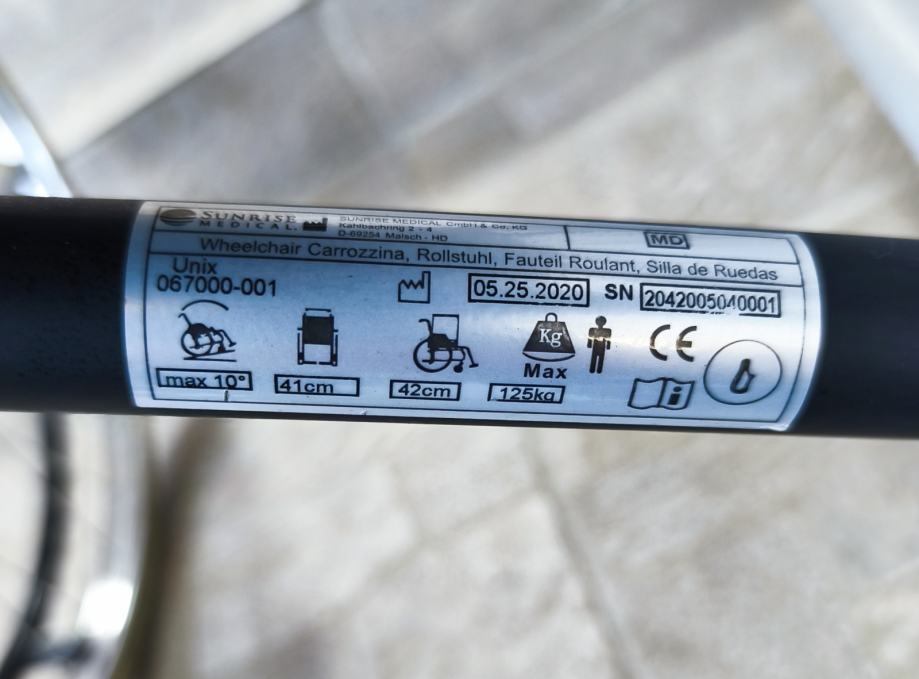 SUNRISE MEDICAL.
SUNRISE MEDICAL GmbH & Co. KG
Kahlbachring 2 - 4
D-69254 Malsch - HD
MD
Wheelchair Carrozzina, Rollstuhl, Fauteil Roulant, Silla de Ruedas
Unix
067000-001
05.25.2020 SN 2042005040001
Kg
CE
Max
max 10° 41cm 42cm 125kg
i